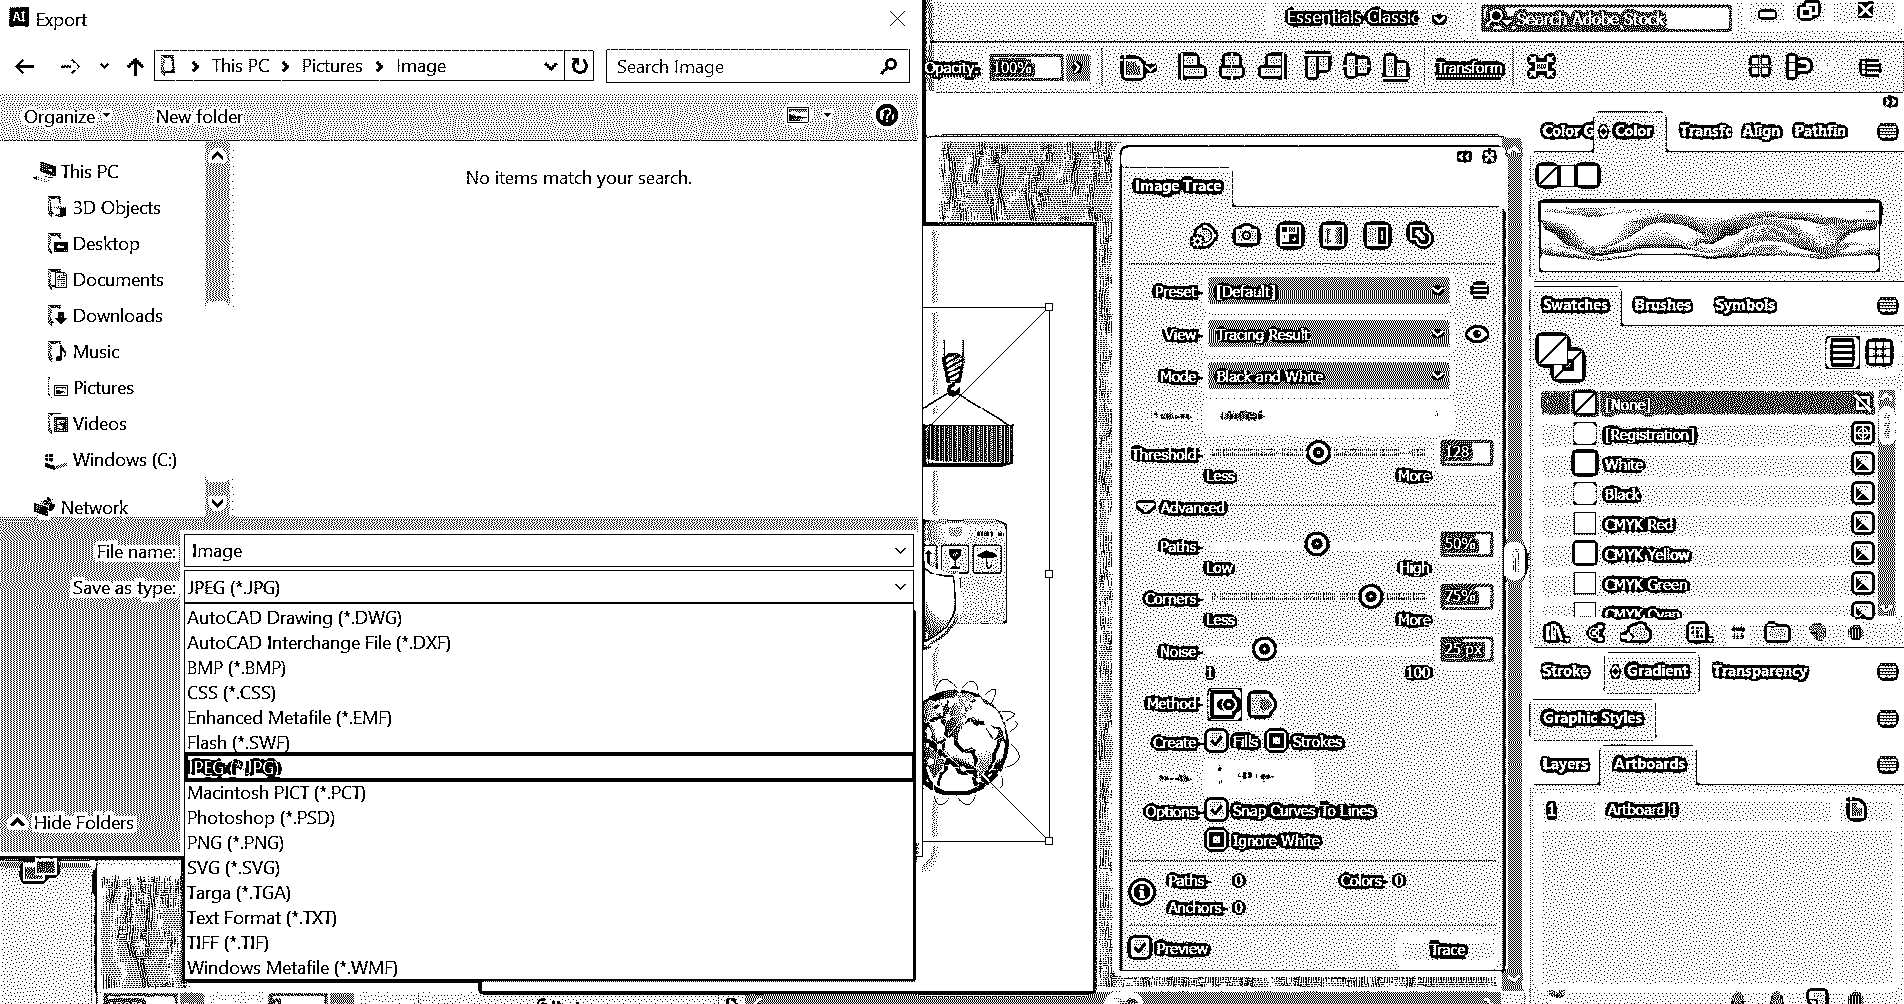 Export
This PC
Pictures
Image
Search Image
Organize
New folder
This PC
3D Objects
Desktop
Documents
Downloads
Music
Pictures
Videos
Windows (C:)
Network
No items match your search.
File name: Image
Save as type: JPEG (*.JPG)
AutoCAD Drawing (*.DWG)
AutoCAD Interchange File (*.DXF)
BMP (*.BMP)
CSS (*.CSS)
Enhanced Metafile (*.EMF)
Flash (*.SWF)
JPEG (*.JPG)
Macintosh PICT (*.PCT)
Photoshop (*.PSD)
PNG (*.PNG)
SVG (*.SVG)
Targa (*.TGA)
Text Format (*.TXT)
TIFF (*.TIF)
Windows Metafile (*.WMF)
Hide Folders
Essentials Classic
Search Adobe Stock
Opacity: 100%
Transform
Image Trace
Preset: [Default]
View: Tracing Result
Mode: Black and White
Threshold: 128
Less More
Advanced
Paths: 50%
Low High
Corners: 75%
Less More
Noise: 25 px
1 100
Method:
Create: Fills Strokes
Options: Snap Curves To Lines
Ignore White
Paths: 0 Colors: 0
Anchors: 0
Preview Trace
Color G Color Transfc Align Pathfin
Swatches Brushes Symbols
[None]
[Registration]
White
Black
CMYK Red
CMYK Yellow
CMYK Green
CMYK Cyan
Stroke Gradient Transparency
Graphic Styles
Layers Artboards
1 Artboard 1